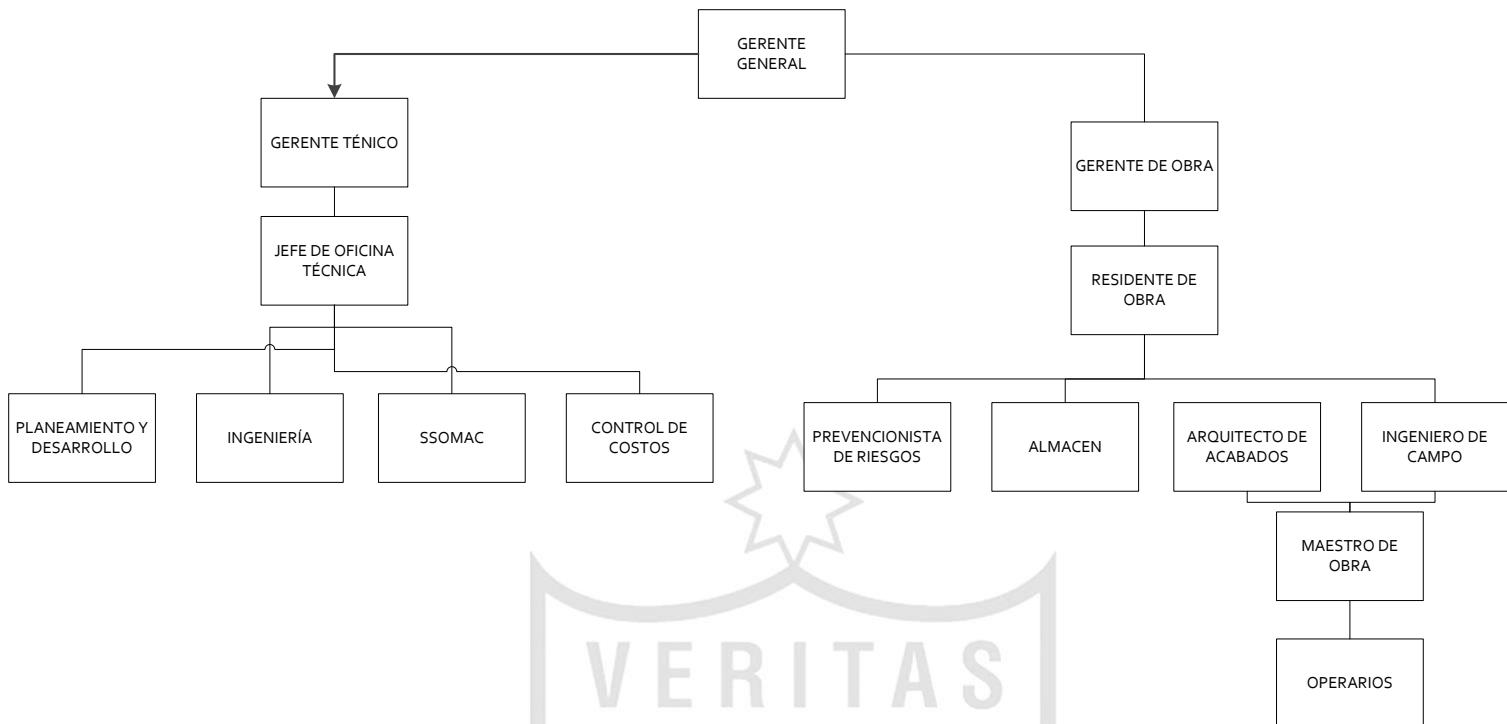 GERENTE
GENERAL
GERENTE TÉNICO
GERENTE DE OBRA
JEFE DE OFICINA
TÉCNICA
RESIDENTE DE
OBRA
PLANEAMIENTO Y
DESARROLLO
INGENIERÍA
SSOMAC
CONTROL DE
COSTOS
PREVENCIONISTA
DE RIESGOS
ALMACEN
ARQUITECTO DE
ACABADOS
INGENIERO DE
CAMPO
MAESTRO DE
OBRA
OPERARIOS
VERITAS